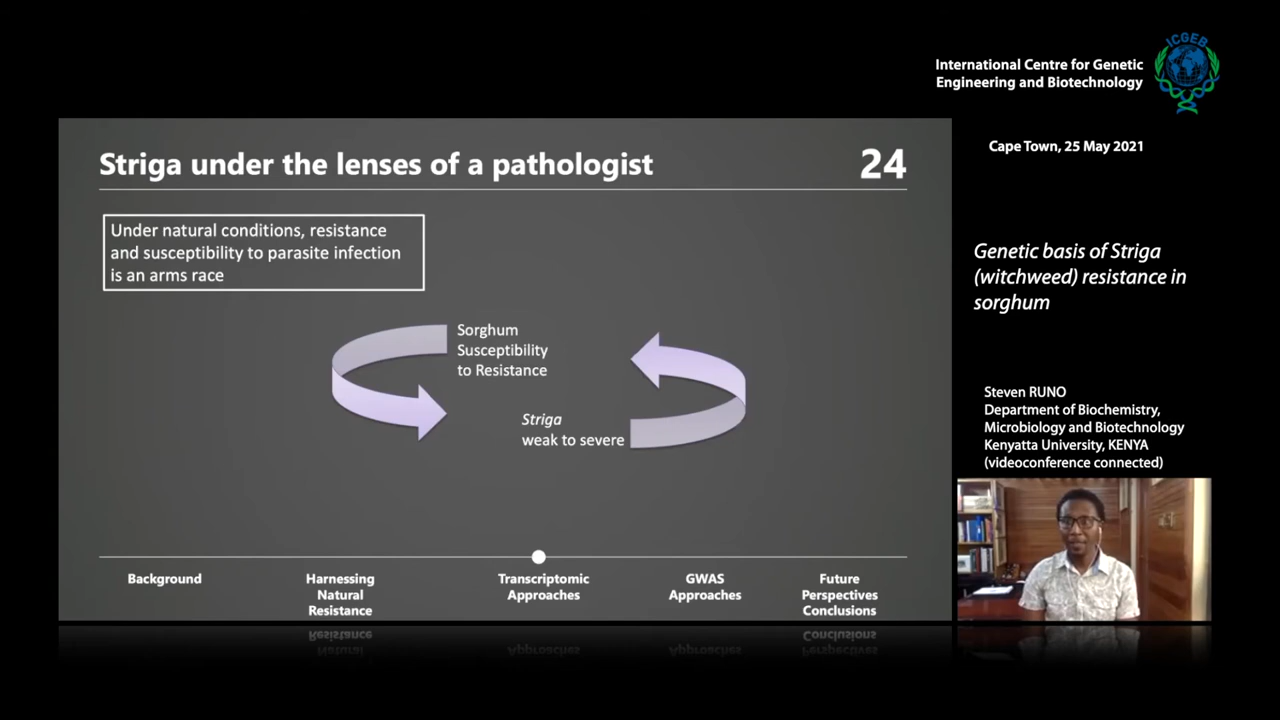 ICGEB
International Centre for Genetic
Engineering and Biotechnology
Cape Town, 25 May 2021
Striga under the lenses of a pathologist
24
Under natural conditions, resistance
and susceptibility to parasite infection
is an arms race
Sorghum
Susceptibility
to Resistance
Striga
weak to severe
Background
Harnessing
Natural
Resistance
Transcriptomic
Approaches
GWAS
Approaches
Future
Perspectives
Conclusions
Genetic basis of Striga
(witchweed) resistance in
sorghum
Steven RUNO
Department of Biochemistry,
Microbiology and Biotechnology
Kenyatta University, KENYA
(videoconference connected)